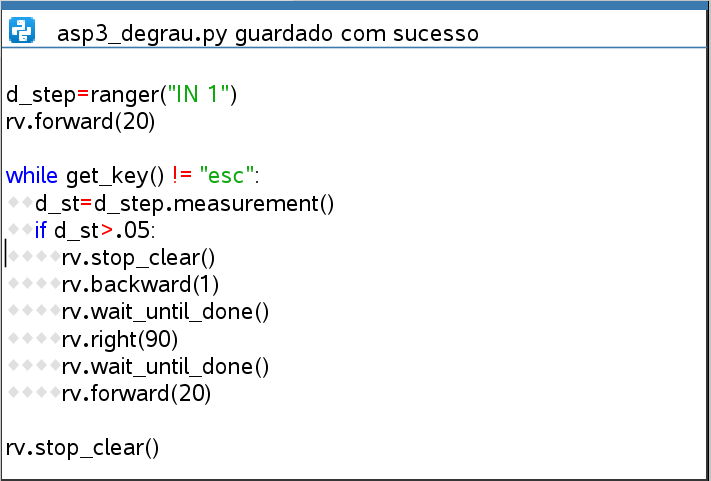 asp3_degrau.py guardado com sucesso
d_step=ranger("IN 1")
rv.forward(20)
while get_key() != "esc":
◆◆d_st=d_step.measurement()
◆◆if d_st>.05:
◆◆◆◆rv.stop_clear()
◆◆◆◆rv.backward(1)
◆◆◆◆rv.wait_until_done()
◆◆◆◆rv.right(90)
◆◆◆◆rv.wait_until_done()
◆◆◆◆rv.forward(20)
rv.stop_clear()